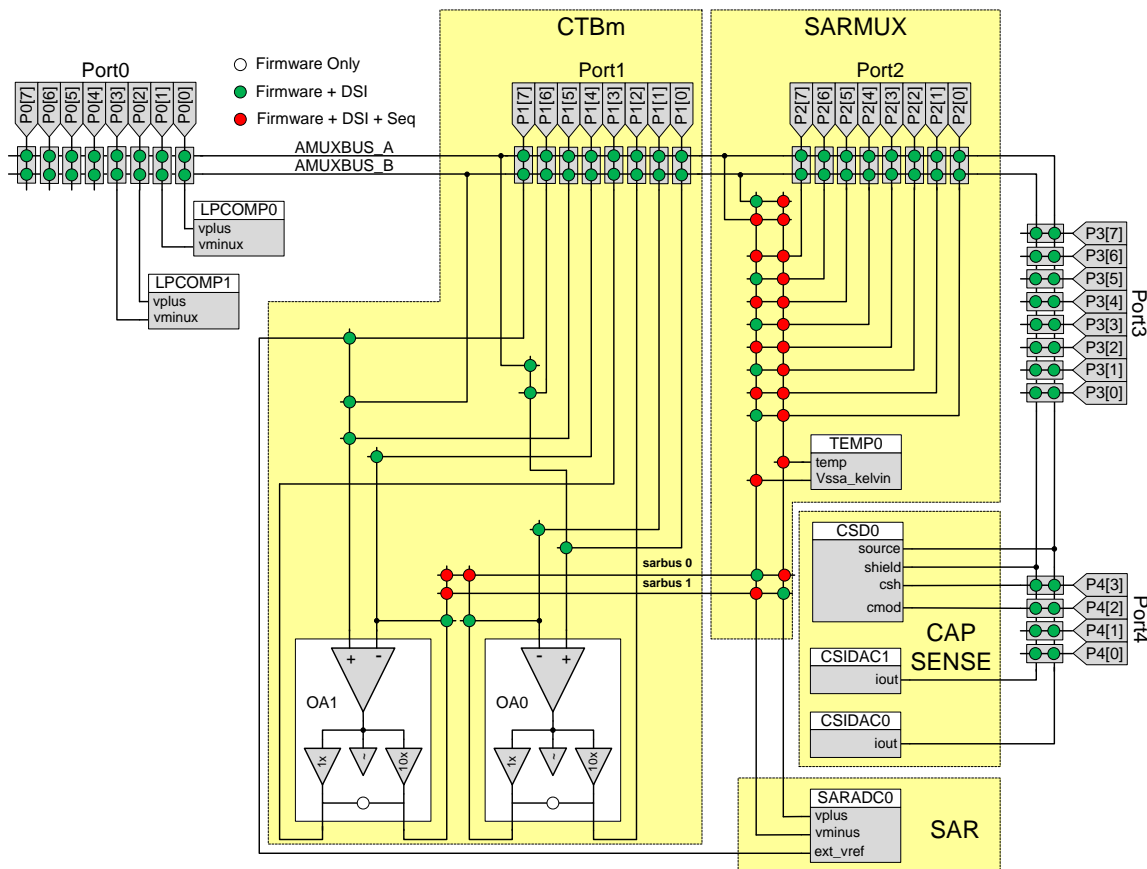 CTBm
SARMUX
Port0
Firmware Only
Firmware + DSI
Firmware + DSI + Seq
Port1
Port2
P0[7]
P0[6]
P0[5]
P0[4]
P0[3]
P0[2]
P0[1]
P0[0]
P1[7]
P1[6]
P1[5]
P1[4]
P1[3]
P1[2]
P1[1]
P1[0]
P2[7]
P2[6]
P2[5]
P2[4]
P2[3]
P2[2]
P2[1]
P2[0]
AMUXBUS_A
AMUXBUS_B
LPCOMP0
vplus
vminux
LPCOMP1
vplus
vminux
P3[7]
P3[6]
P3[5]
P3[4]
P3[3]
P3[2]
P3[1]
P3[0]
Port3
TEMP0
temp
Vssa_kelvin
CSD0
source
shield
csh
cmod
sarbus 0
sarbus 1
P4[3]
P4[2]
P4[1]
P4[0]
Port4
CAP
SENSE
CSIDAC1
iout
CSIDAC0
iout
+
-
OA1
1x
~
10x
-
+
OA0
1x
~
10x
SARADC0
vplus
vminus
ext_vref
SAR